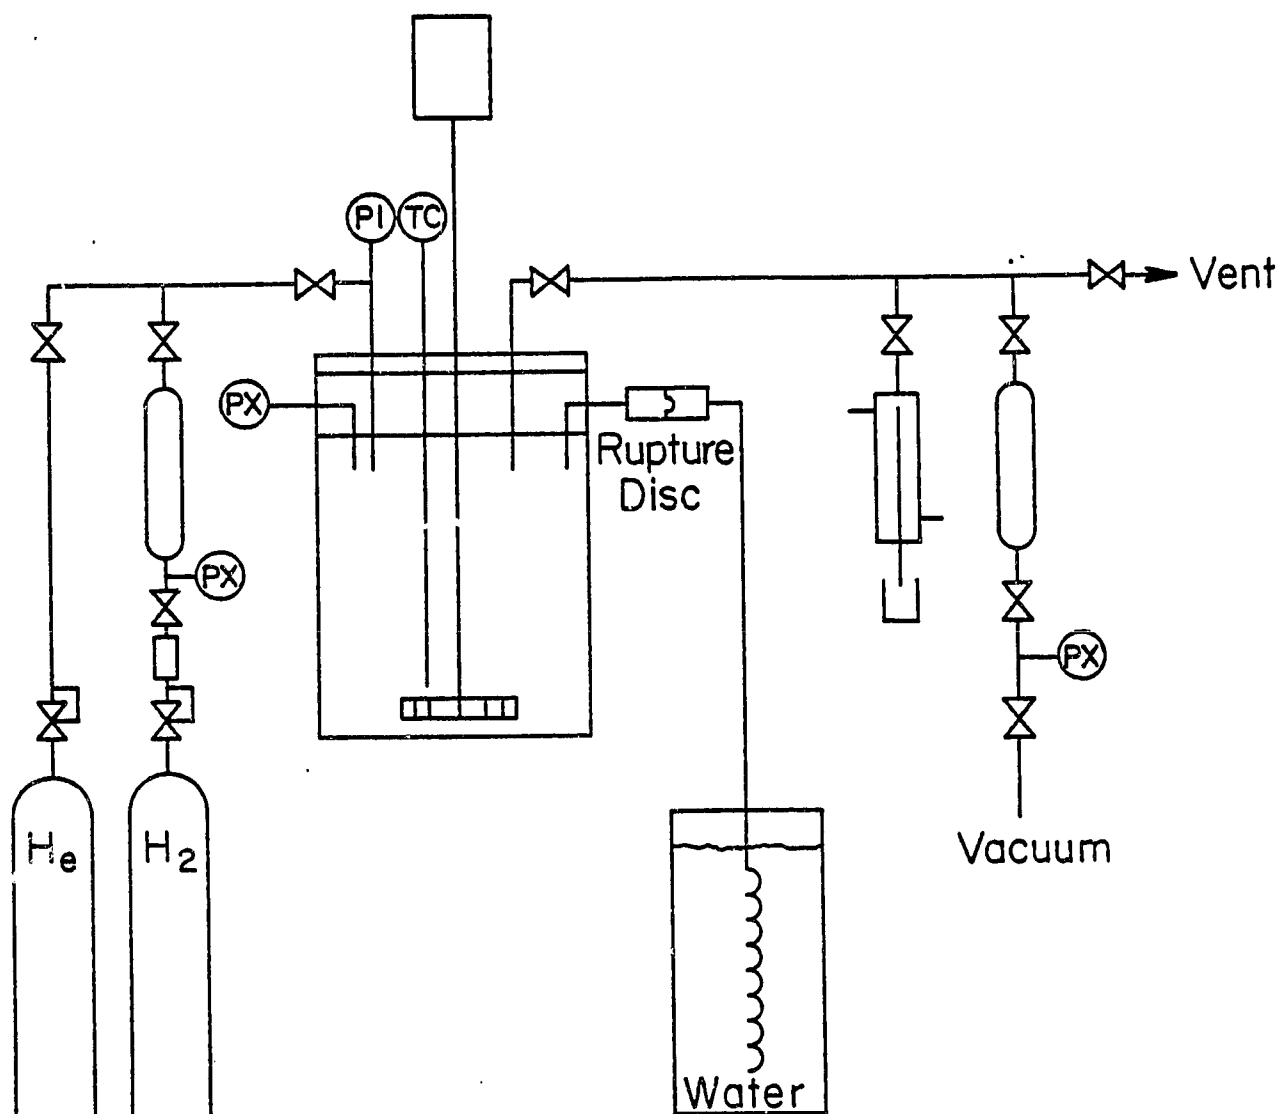 PI TC
Vent
PX
Rupture
Disc
PX
PX
He
H2
Vacuum
Water